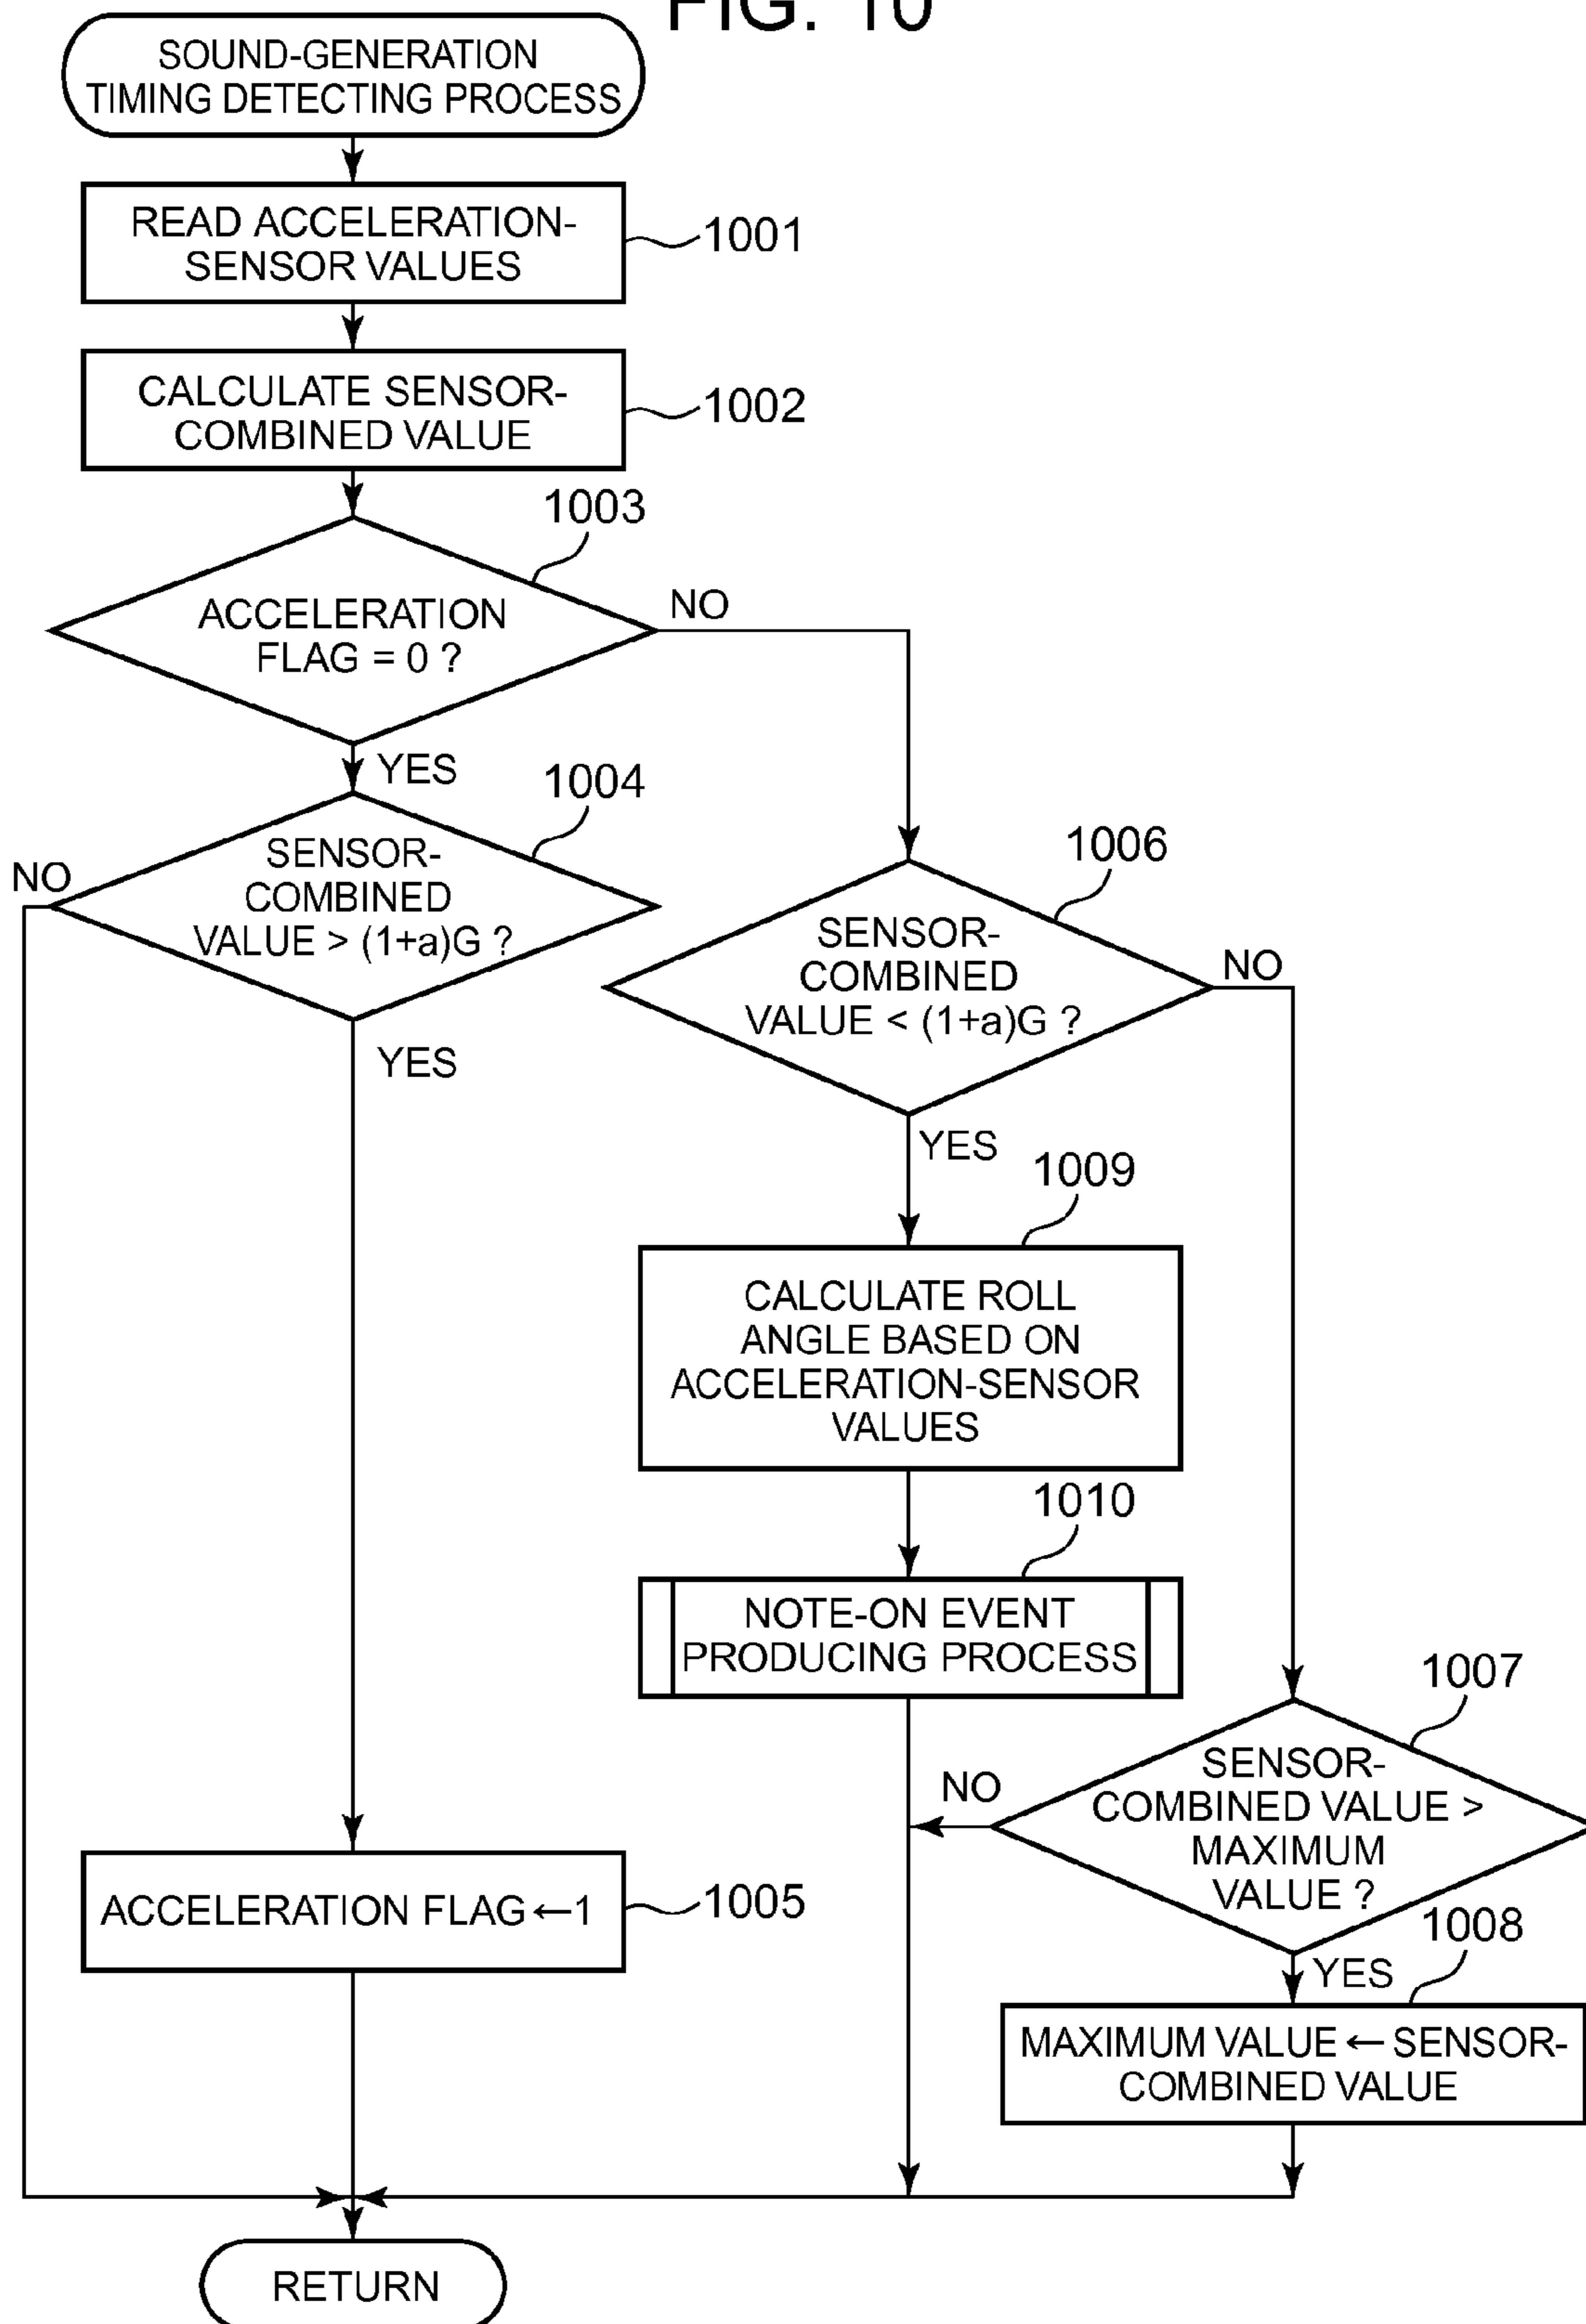 FIG. 10
SOUND-GENERATION
TIMING DETECTING PROCESS
READ ACCELERATION-
SENSOR VALUES
1001
CALCULATE SENSOR-
COMBINED VALUE
1002
1003
ACCELERATION
FLAG = 0 ?
NO
YES
1004
SENSOR-
COMBINED
VALUE > (1+a)G ?
NO
YES
1006
SENSOR-
COMBINED
VALUE < (1+a)G ?
NO
YES
1009
CALCULATE ROLL
ANGLE BASED ON
ACCELERATION-SENSOR
VALUES
1010
NOTE-ON EVENT
PRODUCING PROCESS
1007
SENSOR-
COMBINED VALUE >
MAXIMUM
VALUE ?
NO
YES
1008
MAXIMUM VALUE ← SENSOR-
COMBINED VALUE
ACCELERATION FLAG ← 1
1005
RETURN